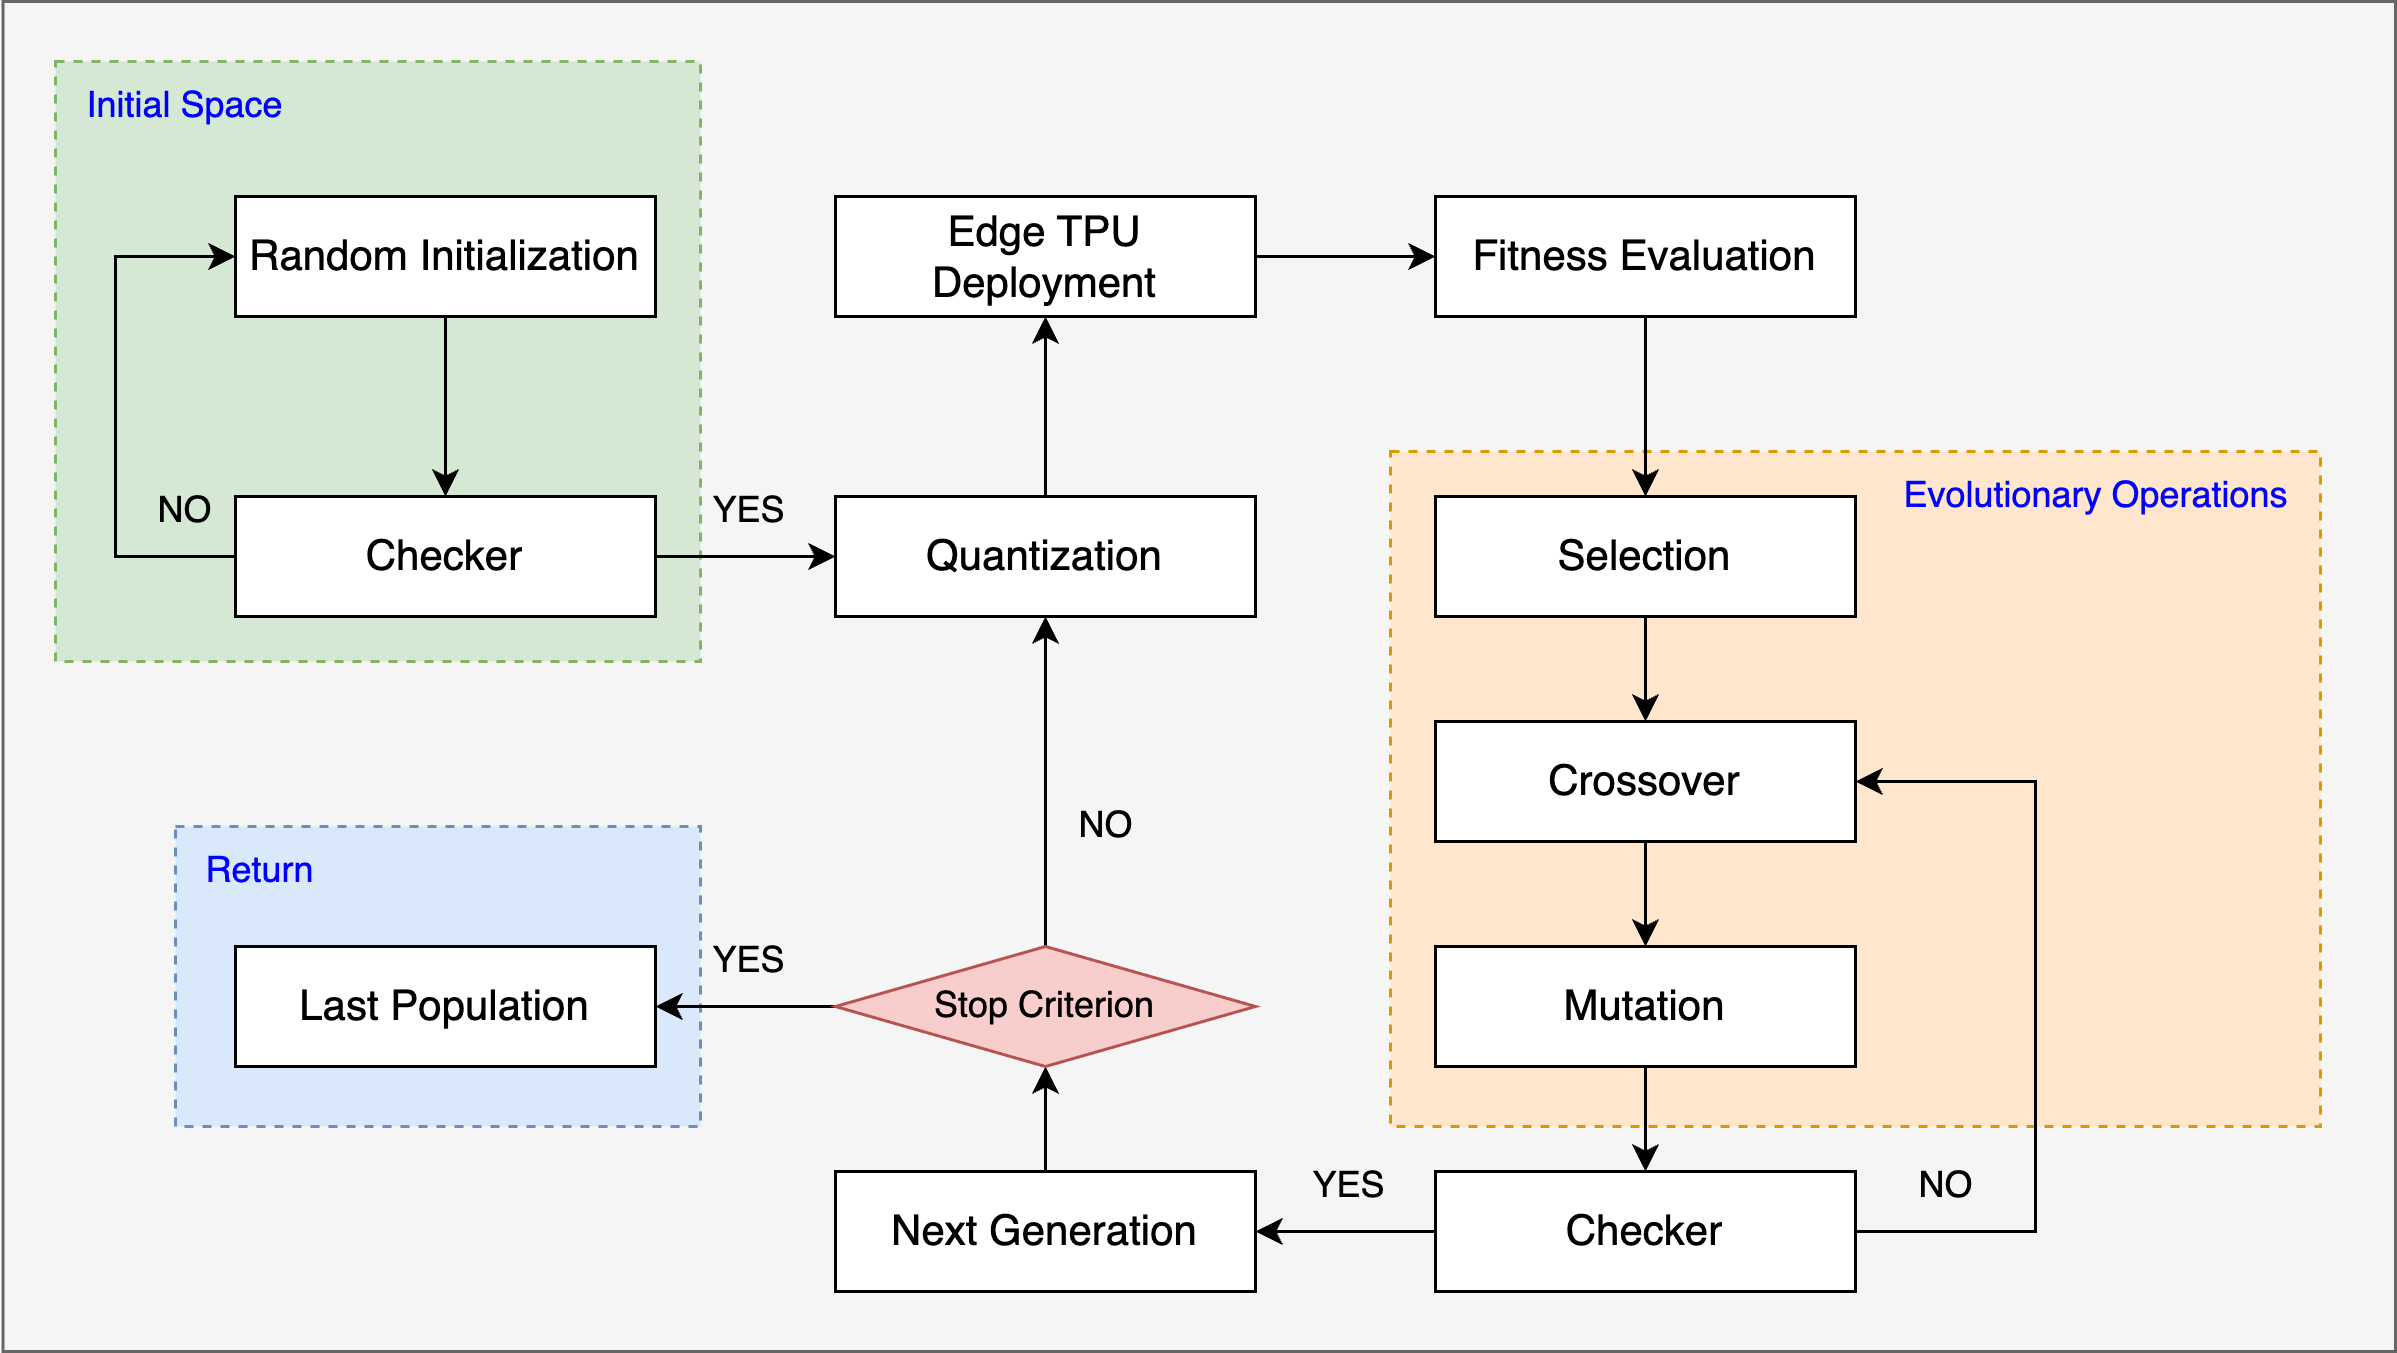 Initial Space
Random Initialization
NO
Checker
YES
Edge TPU
Deployment
Quantization
Fitness Evaluation
Evolutionary Operations
Selection
Crossover
Mutation
Checker
NO
YES
Next Generation
Stop Criterion
NO
YES
Return
Last Population